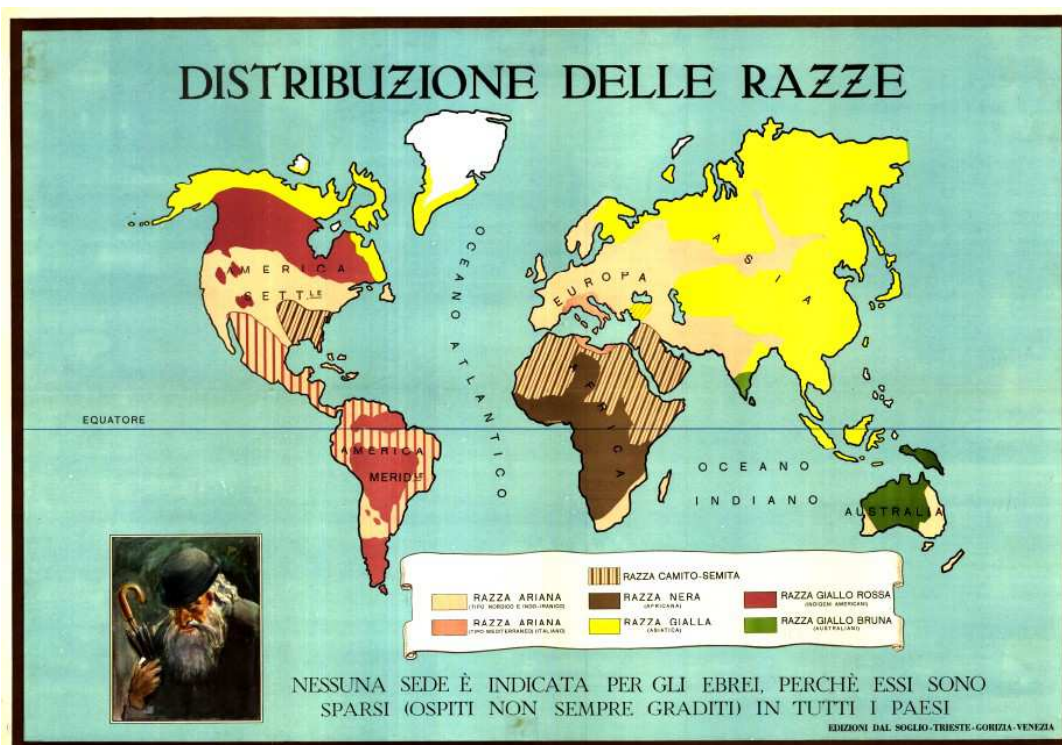 DISTRIBUZIONE DELLE RAZZE
AMERICA
SETT.LE
EUROPA
ASIA
OCEANO ATLANTICO
AFRICA
EQUATORE
AMERICA
MERID.LE
OCEANO
INDIANO
AUSTRALIA
RAZZA CAMITO-SEMITA
RAZZA ARIANA
(TIPO NORDICO E INDO-IRANICO)
RAZZA NERA
(AFRICANA)
RAZZA GIALLO ROSSA
(INDIGENI AMERICANI)
RAZZA ARIANA
(TIPO MEDITERRANEO) (ITALIANO)
RAZZA GIALLA
(ASIATICA)
RAZZA GIALLO BRUNA
(AUSTRALIANI)
NESSUNA SEDE È INDICATA PER GLI EBREI, PERCHÈ ESSI SONO
SPARSI (OSPITI NON SEMPRE GRADITI) IN TUTTI I PAESI
EDIZIONI DAL SOGLIO-TRIESTE-GORIZIA-VENEZIA